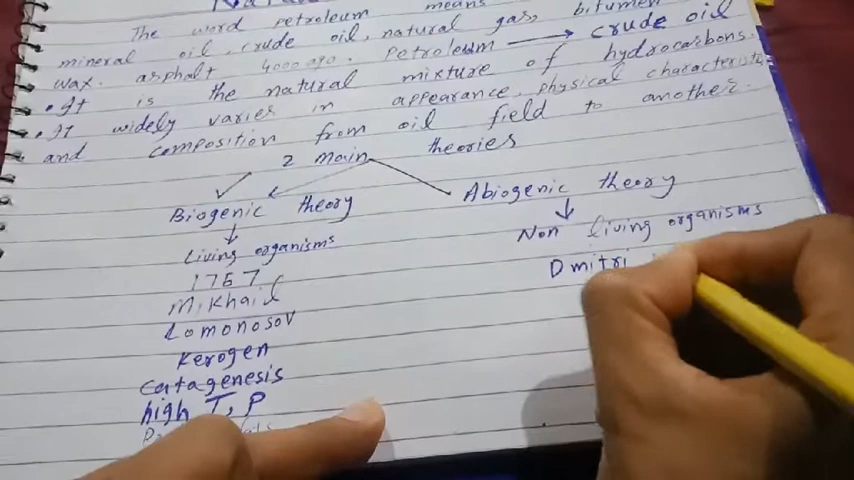 The word petroleum means
mineral oil, crude oil, natural gas, bitumen
wax. asphalt 4000 ago. Petroleum → crude oil
• It is the natural mixture of hydrocarbons.
• It widely varies in appearance, physical
and composition from oil field to another.
2 main theories
Biogenic theory Abiogenic theory
Living organisms Non living organisms
1757 Dmitri
Mikhail
Lomonosov
Kerogen
Catagenesis
high T, P